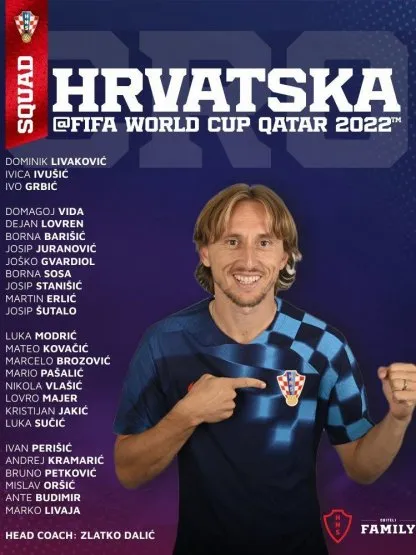 SQUAD
HRVATSKA
@FIFA WORLD CUP QATAR 2022™
DOMINIK LIVAKOVIĆ
IVICA IVUŠIĆ
IVO GRBIĆ
DOMAGOJ VIDA
DEJAN LOVREN
BORNA BARIŠIĆ
JOSIP JURANOVIĆ
JOŠKO GVARDIOL
BORNA SOSA
JOSIP STANIŠIĆ
MARTIN ERLIĆ
JOSIP ŠUTALO
LUKA MODRIĆ
MATEO KOVAČIĆ
MARCELO BROZOVIĆ
MARIO PAŠALIĆ
NIKOLA VLAŠIĆ
LOVRO MAJER
KRISTIJAN JAKIĆ
LUKA SUČIĆ
IVAN PERIŠIĆ
ANDREJ KRAMARIĆ
BRUNO PETKOVIĆ
MISLAV ORŠIĆ
ANTE BUDIMIR
MARKO LIVAJA
HEAD COACH: ZLATKO DALIĆ
HNS
OBITELJ
FAMILY
CRO